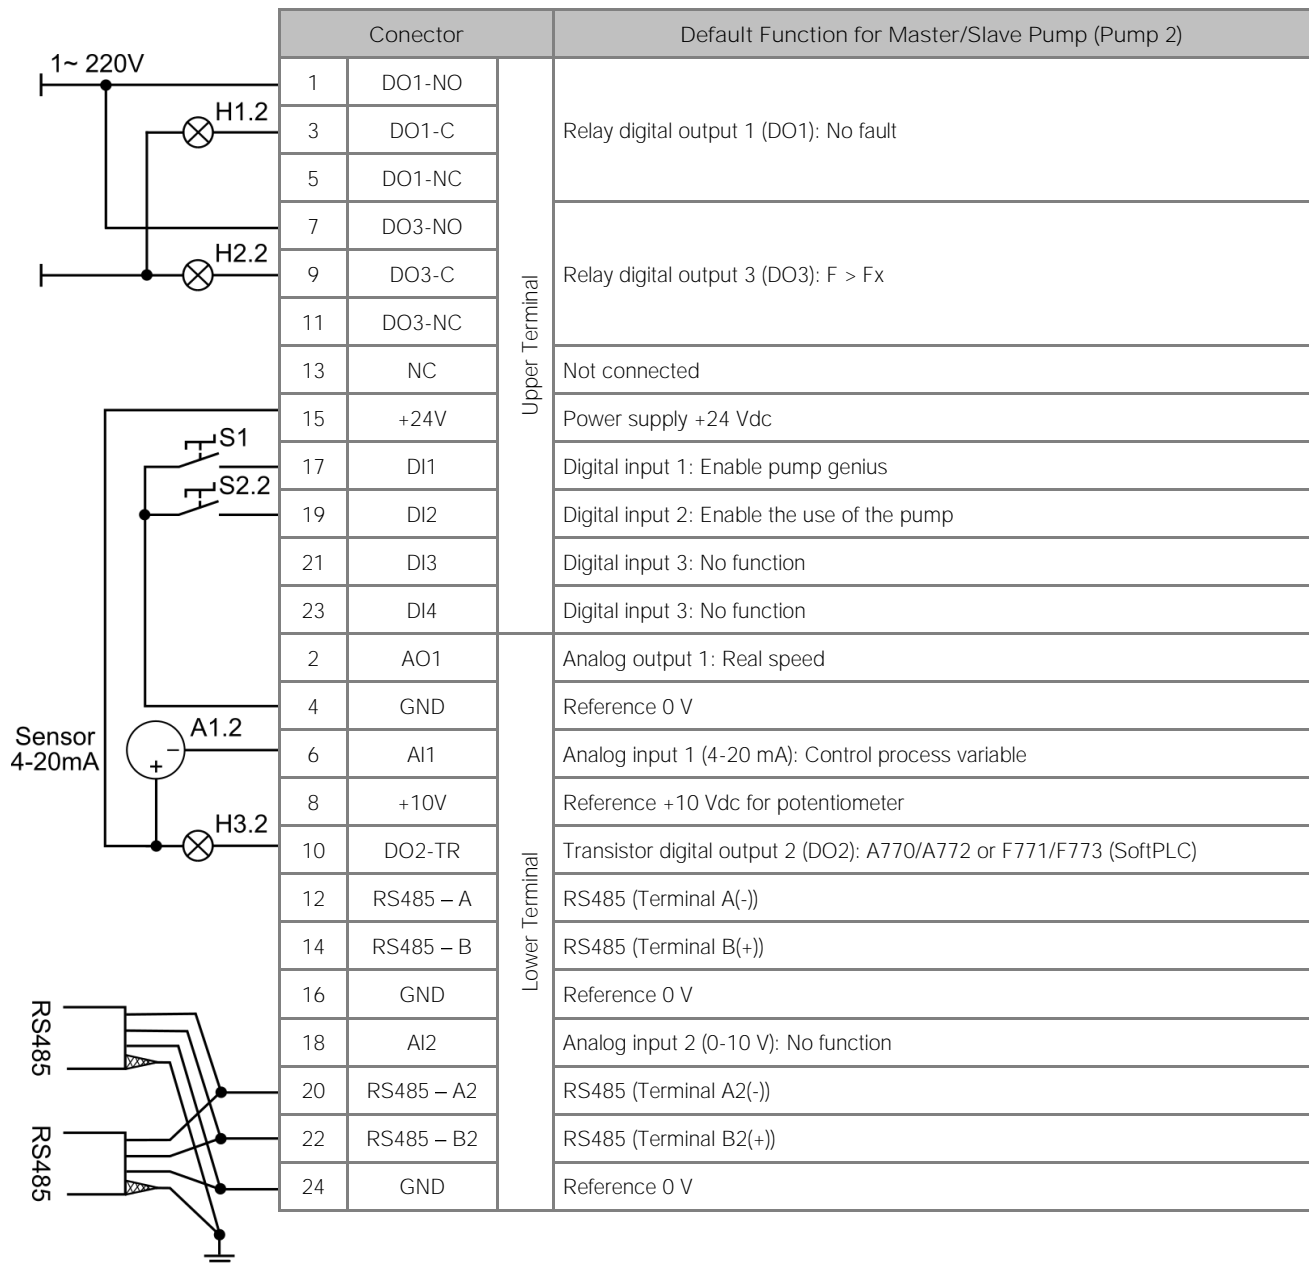 Conector Default Function for Master/Slave Pump (Pump 2)
1~ 220V
1 DO1-NO
H1.2
3 DO1-C Relay digital output 1 (DO1): No fault
5 DO1-NC
7 DO3-NO
H2.2
9 DO3-C Relay digital output 3 (DO3): F > Fx
11 DO3-NC
Upper Terminal
13 NC Not connected
15 +24V Power supply +24 Vdc
S1
17 DI1 Digital input 1: Enable pump genius
S2.2
19 DI2 Digital input 2: Enable the use of the pump
21 DI3 Digital input 3: No function
23 DI4 Digital input 3: No function
2 AO1 Analog output 1: Real speed
4 GND Reference 0 V
Sensor
4-20mA
A1.2
6 AI1 Analog input 1 (4-20 mA): Control process variable
8 +10V Reference +10 Vdc for potentiometer
H3.2
10 DO2-TR Transistor digital output 2 (DO2): A770/A772 or F771/F773 (SoftPLC)
Lower Terminal
12 RS485 – A RS485 (Terminal A(-))
14 RS485 – B RS485 (Terminal B(+))
16 GND Reference 0 V
RS485
18 AI2 Analog input 2 (0-10 V): No function
20 RS485 – A2 RS485 (Terminal A2(-))
RS485
22 RS485 – B2 RS485 (Terminal B2(+))
24 GND Reference 0 V
+
−